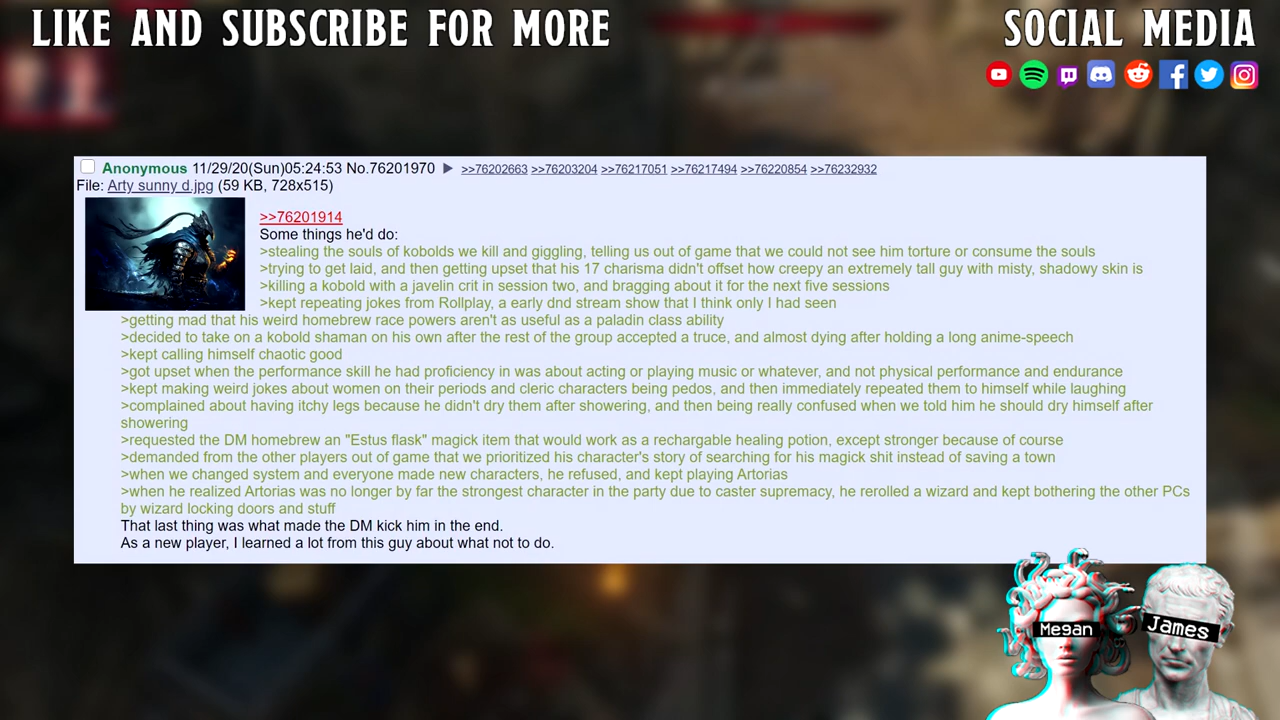 LIKE AND SUBSCRIBE FOR MORE
SOCIAL MEDIA
Anonymous 11/29/20(Sun)05:24:53 No.76201970 ▶ >>76202663 >>76203204 >>76217051 >>76217494 >>76220854 >>76232932
File: Arty sunny d.jpg (59 KB, 728x515)
>>76201914
Some things he'd do:
>stealing the souls of kobolds we kill and giggling, telling us out of game that we could not see him torture or consume the souls
>trying to get laid, and then getting upset that his 17 charisma didn't offset how creepy an extremely tall guy with misty, shadowy skin is
>killing a kobold with a javelin crit in session two, and bragging about it for the next five sessions
>kept repeating jokes from Rollplay, a early dnd stream show that I think only I had seen
>getting mad that his weird homebrew race powers aren't as useful as a paladin class ability
>decided to take on a kobold shaman on his own after the rest of the group accepted a truce, and almost dying after holding a long anime-speech
>kept calling himself chaotic good
>got upset when the performance skill he had proficiency in was about acting or playing music or whatever, and not physical performance and endurance
>kept making weird jokes about women on their periods and cleric characters being pedos, and then immediately repeated them to himself while laughing
>complained about having itchy legs because he didn't dry them after showering, and then being really confused when we told him he should dry himself after
showering
>requested the DM homebrew an "Estus flask" magick item that would work as a rechargable healing potion, except stronger because of course
>demanded from the other players out of game that we prioritized his character's story of searching for his magick shit instead of saving a town
>when we changed system and everyone made new characters, he refused, and kept playing Artorias
>when he realized Artorias was no longer by far the strongest character in the party due to caster supremacy, he rerolled a wizard and kept bothering the other PCs
by wizard locking doors and stuff
That last thing was what made the DM kick him in the end.
As a new player, I learned a lot from this guy about what not to do.
Megan
James